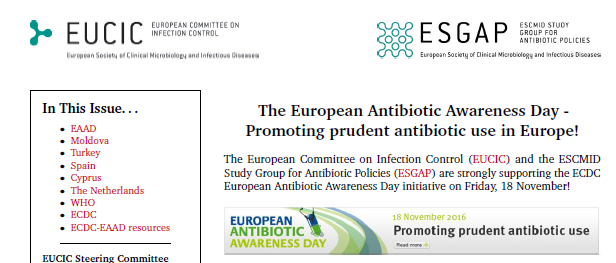 EUCIC
EUROPEAN COMMITTEE ON
INFECTION CONTROL
European Society of Clinical Microbiology and Infectious Diseases
ESGAP
ESCMID STUDY
GROUP FOR
ANTIBIOTIC POLICIES
European Society of Clinical Microbiology and Infectious Diseases
In This Issue. . .
• EAAD
• Moldova
• Turkey
• Spain
• Cyprus
• The Netherlands
• WHO
• ECDC
• ECDC-EAAD resources
EUCIC Steering Committee
The European Antibiotic Awareness Day -
Promoting prudent antibiotic use in Europe!
The European Committee on Infection Control (EUCIC) and the ESCMID
Study Group for Antibiotic Policies (ESGAP) are strongly supporting the ECDC
European Antibiotic Awareness Day initiative on Friday, 18 November!
EUROPEAN
ANTIBIOTIC
AWARENESS DAY
18 November 2016
Promoting prudent antibiotic use
Read more